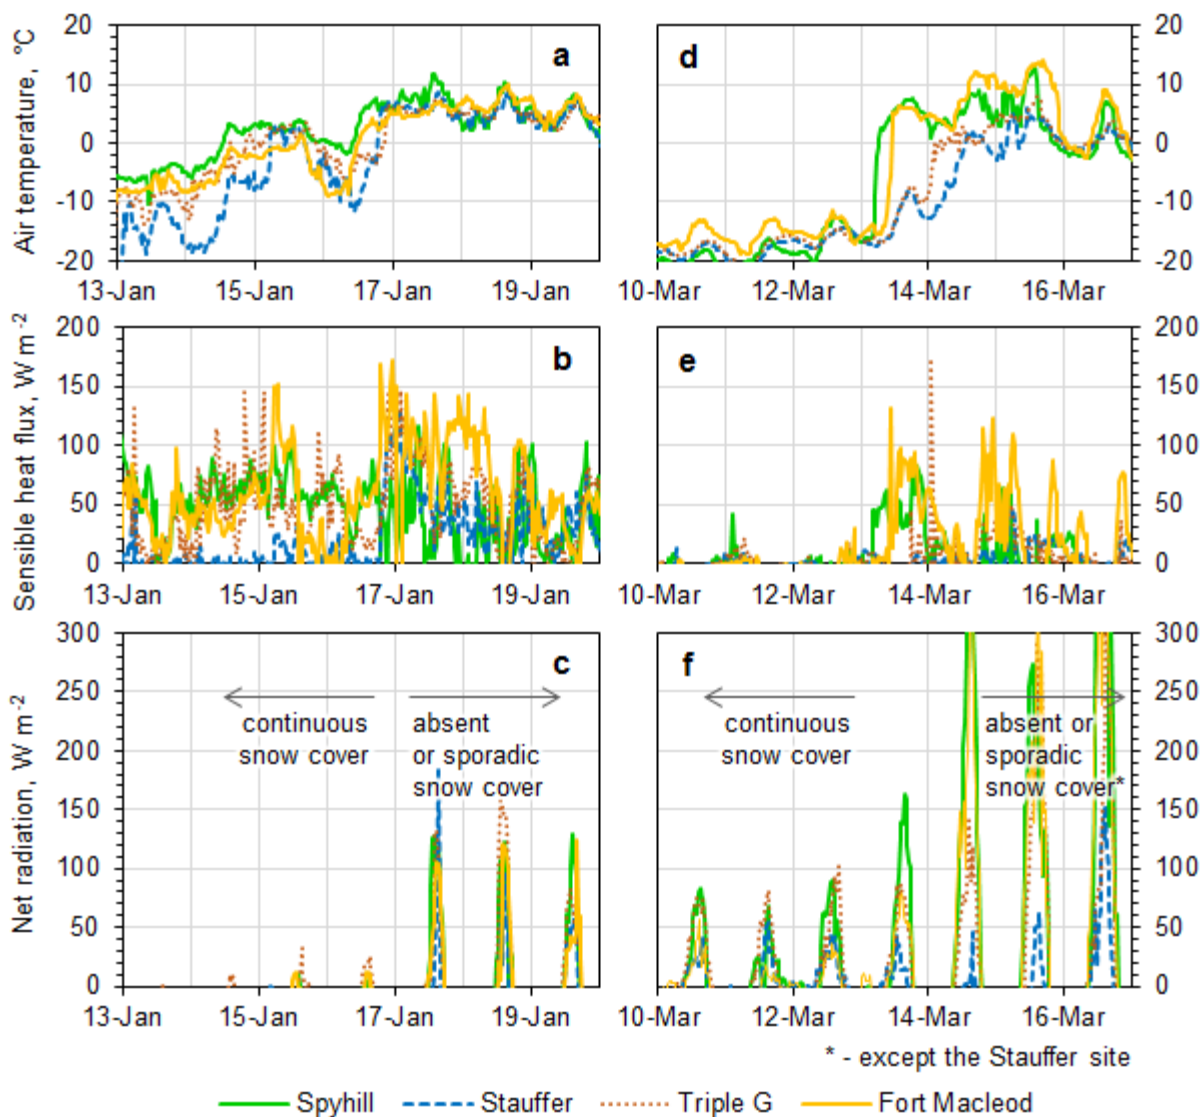 20
10
0
-10
-20
Air temperature, °C
a
13-Jan 15-Jan 17-Jan 19-Jan
d
20
10
0
-10
-20
10-Mar 12-Mar 14-Mar 16-Mar
200
150
100
50
0
Sensible heat flux, W m-2
b
13-Jan 15-Jan 17-Jan 19-Jan
e
200
150
100
50
0
10-Mar 12-Mar 14-Mar 16-Mar
300
250
200
150
100
50
0
Net radiation, W m-2
c
continuous
snow cover
absent
or sporadic
snow cover
13-Jan 15-Jan 17-Jan 19-Jan
f
continuous
snow cover
absent or
sporadic
snow cover*
300
250
200
150
100
50
0
10-Mar 12-Mar 14-Mar 16-Mar
* - except the Stauffer site
Spyhill Stauffer Triple G Fort Macleod